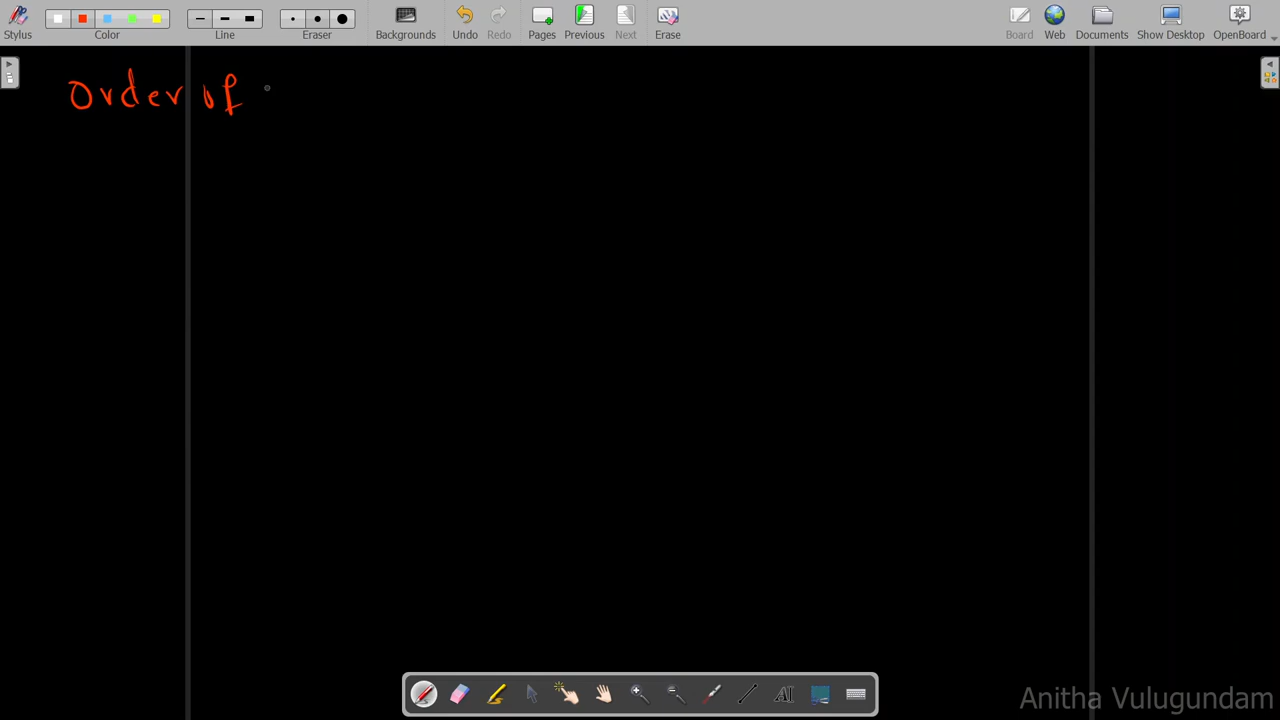 Stylus Color Line Eraser Backgrounds Undo Redo Pages Previous Next Erase Board Web Documents Show Desktop OpenBoard
Order of
Anitha Vulugundam